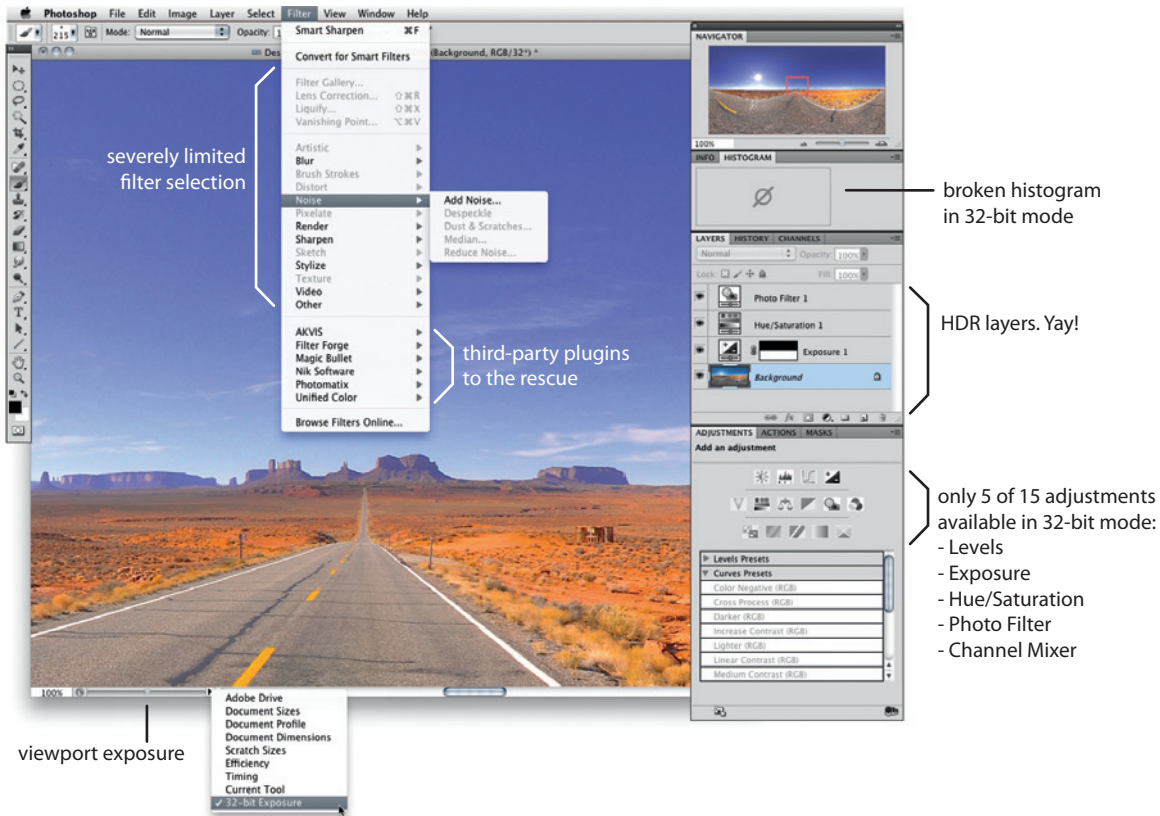 Photoshop File Edit Image Layer Select Filter View Window Help
215 Mode: Normal Opacity:
Smart Sharpen ⌘F
Convert for Smart Filters
(Background, RGB/32*) *
Filter Gallery...
Lens Correction... ⇧⌘R
Liquify... ⇧⌘X
Vanishing Point... ⌥⌘V
Artistic
Blur
Brush Strokes
Distort
Noise
Pixelate
Render
Sharpen
Sketch
Stylize
Texture
Video
Other
AKVIS
Filter Forge
Magic Bullet
Nik Software
Photomatix
Unified Color
Browse Filters Online...
Add Noise...
Despeckle
Dust & Scratches...
Median...
Reduce Noise...
severely limited
filter selection
third-party plugins
to the rescue
NAVIGATOR
100%
INFO HISTOGRAM
broken histogram
in 32-bit mode
LAYERS HISTORY CHANNELS
Normal Opacity: 100%
Lock: Fill: 100%
Photo Filter 1
Hue/Saturation 1
Exposure 1
Background
fx
HDR layers. Yay!
ADJUSTMENTS ACTIONS MASKS
Add an adjustment
only 5 of 15 adjustments
available in 32-bit mode:
- Levels
- Exposure
- Hue/Saturation
- Photo Filter
- Channel Mixer
Levels Presets
Curves Presets
Color Negative (RGB)
Cross Process (RGB)
Darker (RGB)
Increase Contrast (RGB)
Lighter (RGB)
Linear Contrast (RGB)
Medium Contrast (RGB)
100%
viewport exposure
Adobe Drive
Document Sizes
Document Profile
Document Dimensions
Scratch Sizes
Efficiency
Timing
Current Tool
✓ 32-bit Exposure